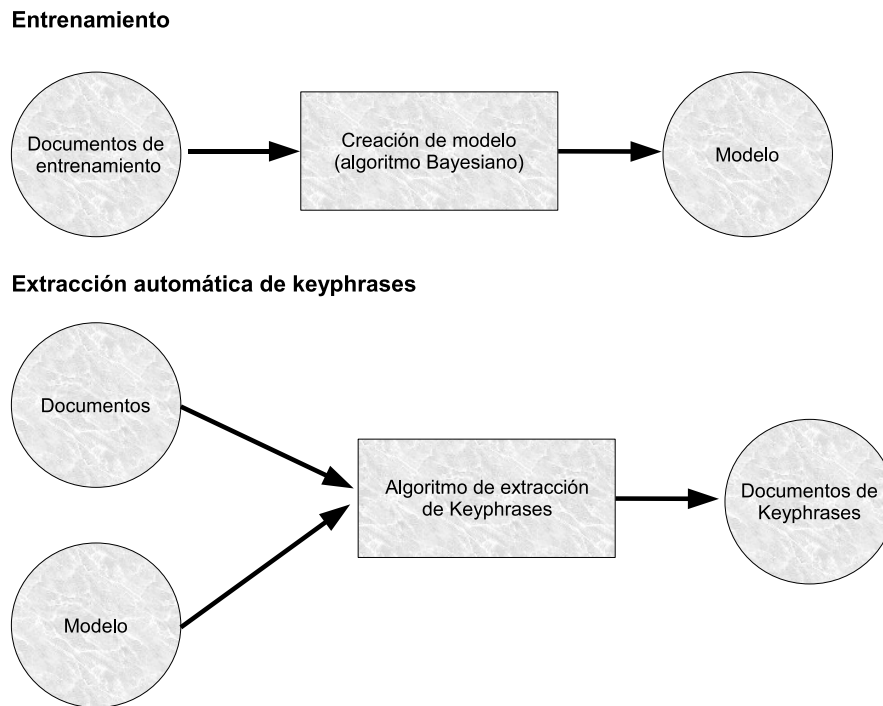 Entrenamiento
Documentos de
entrenamiento
Creación de modelo
(algoritmo Bayesiano)
Modelo
Extracción automática de keyphrases
Documentos
Algoritmo de extracción
de Keyphrases
Documentos de
Keyphrases
Modelo